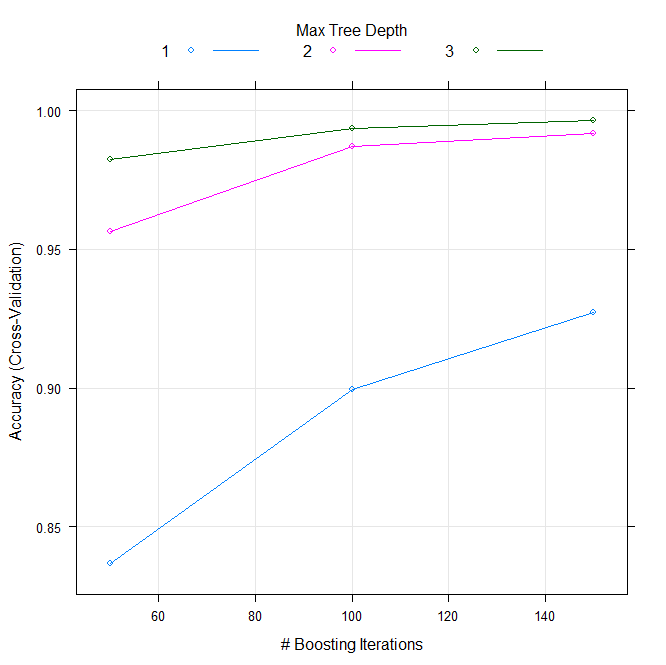 Max Tree Depth
1 2 3
1.00
0.95
0.90
0.85
Accuracy (Cross-Validation)
60 80 100 120 140
# Boosting Iterations